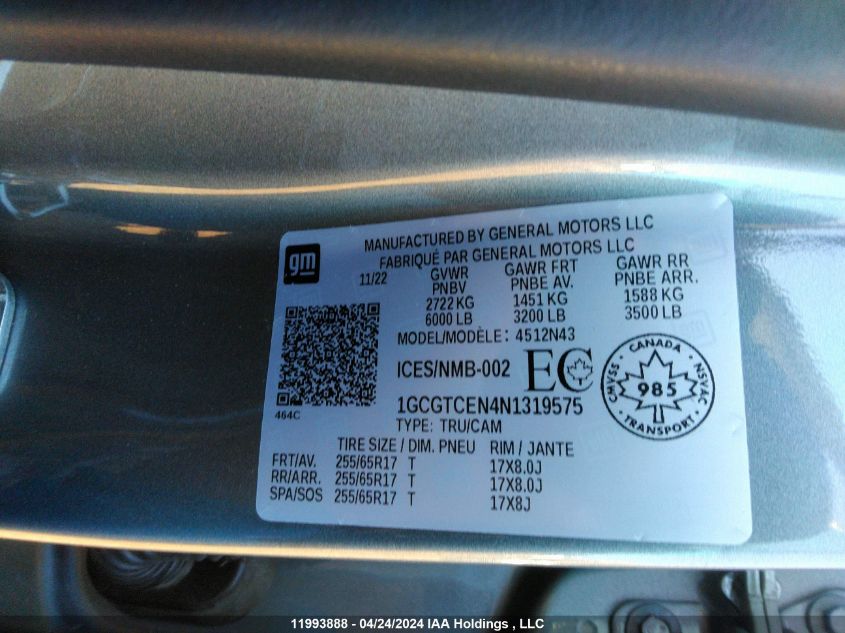 gm
MANUFACTURED BY GENERAL MOTORS LLC
FABRIQUÉ PAR GENERAL MOTORS LLC
11/22 GVWR GAWR FRT GAWR RR
PNBV PNBE AV. PNBE ARR.
2722 KG 1451 KG 1588 KG
6000 LB 3200 LB 3500 LB
MODEL/MODÈLE: 4512N43
ICES/NMB-002 EC
CANADA
CMVSS 985 NSVAC
TRANSPORT
464C
1GCGTCEN4N1319575
TYPE: TRU/CAM
TIRE SIZE / DIM. PNEU RIM / JANTE
FRT/AV. 255/65R17 T 17X8.0J
RR/ARR. 255/65R17 T 17X8.0J
SPA/SOS 255/65R17 T 17X8J
11993888 - 04/24/2024 IAA Holdings , LLC